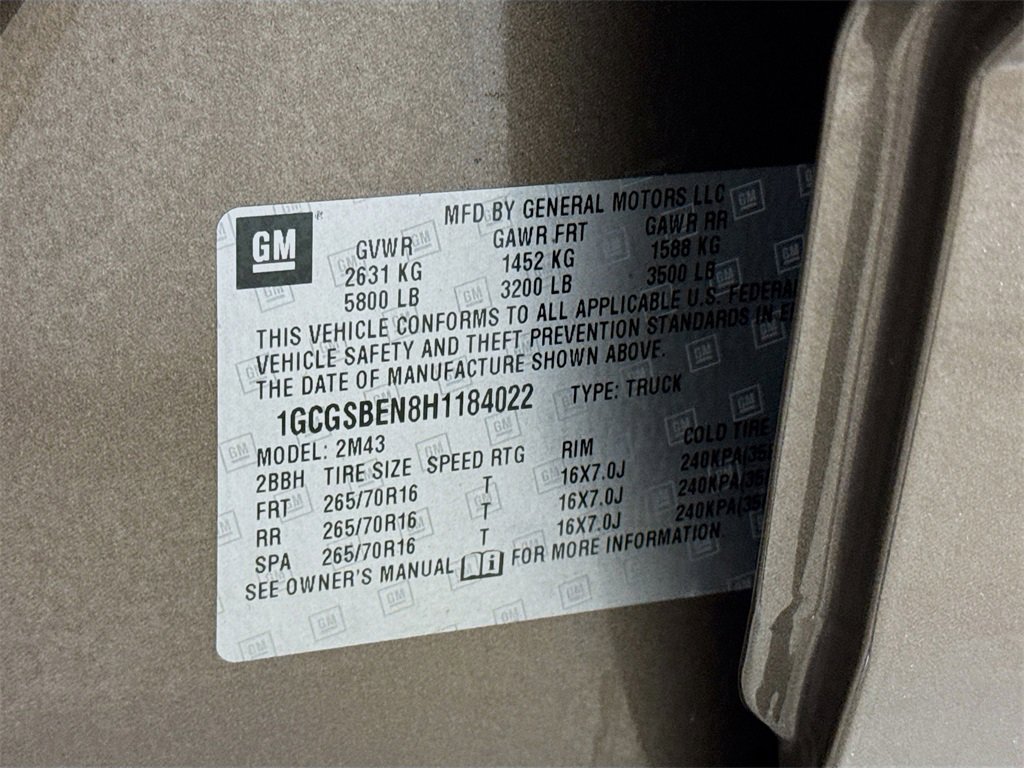 GM
MFD BY GENERAL MOTORS LLC
GVWR GAWR FRT GAWR RR
2631 KG 1452 KG 1588 KG
5800 LB 3200 LB 3500 LB
THIS VEHICLE CONFORMS TO ALL APPLICABLE U.S. FEDERAL
VEHICLE SAFETY AND THEFT PREVENTION STANDARDS IN
THE DATE OF MANUFACTURE SHOWN ABOVE.
1GCGSBEN8H1184022 TYPE: TRUCK
MODEL: 2M43
2BBH TIRE SIZE SPEED RTG RIM COLD TIRE
FRT 265/70R16 T 16X7.0J 240KPA(35
RR 265/70R16 T 16X7.0J 240KPA(35
SPA 265/70R16 T 16X7.0J 240KPA(35
SEE OWNER'S MANUAL FOR MORE INFORMATION.